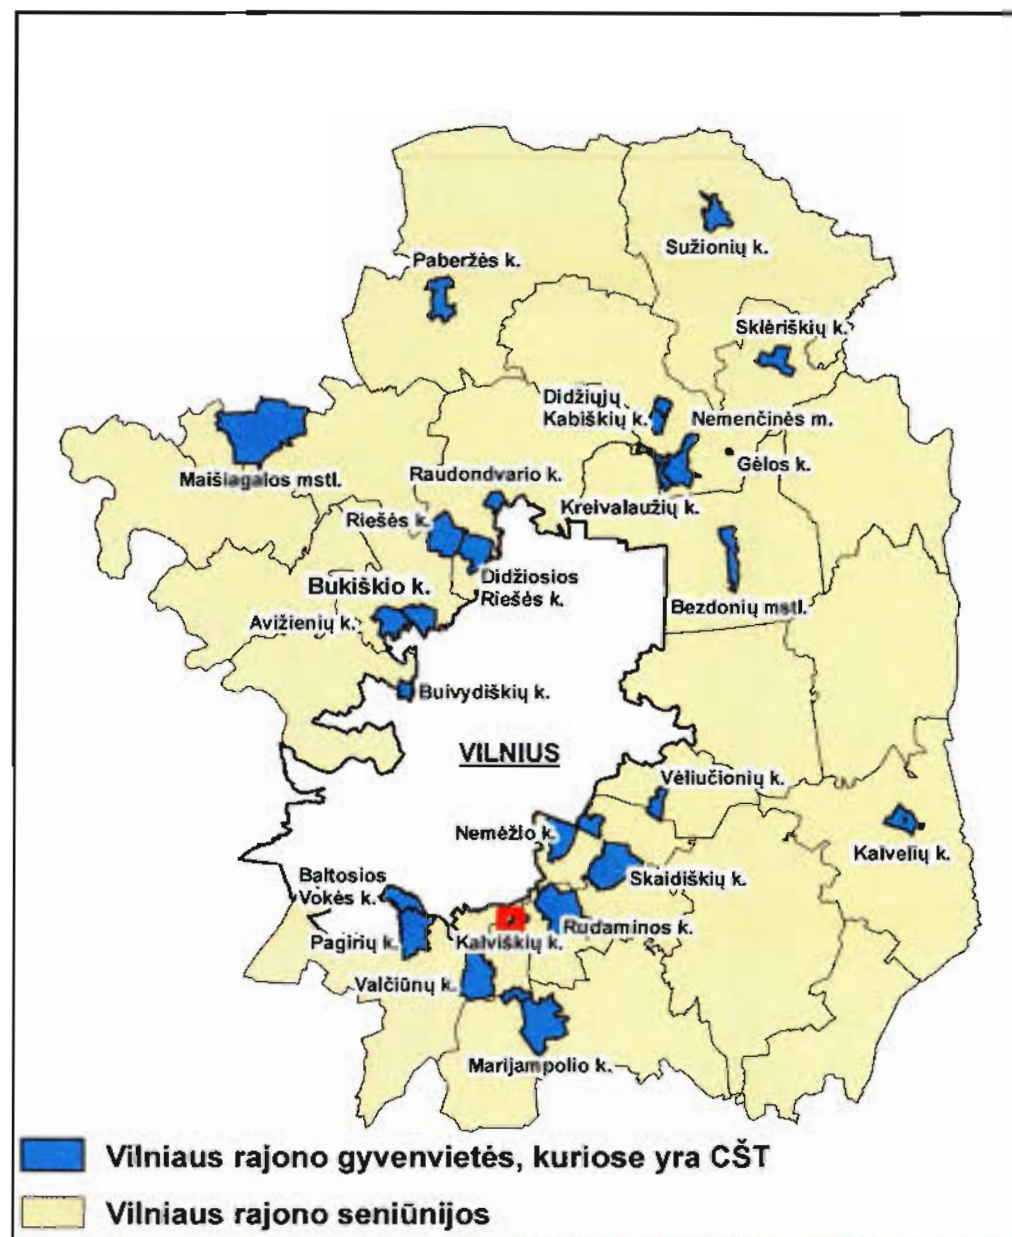 Sužionių k.
Paberžės k.
Sklėriškių k.
Didžiųjų
Kabiškių k.
Nemenčinės m.
Gėlos k.
Maišiagalos mstl.
Raudondvario k.
Kreivalaužių k.
Riešės k.
Didžiosios
Riešės k.
Bukiškio k.
Avižienių k.
Bezdonių mstl.
Buivydiškių k.
VILNIUS
Vėliučionių k.
Nemėžio k.
Kalvelių k.
Skaidiškių k.
Baltosios
Vokės k.
Rudaminos k.
Pagirių k.
Kalviškių k.
Valčiūnų k.
Marijampolio k.
Vilniaus rajono gyvenvietės, kuriose yra CŠT
Vilniaus rajono seniūnijos